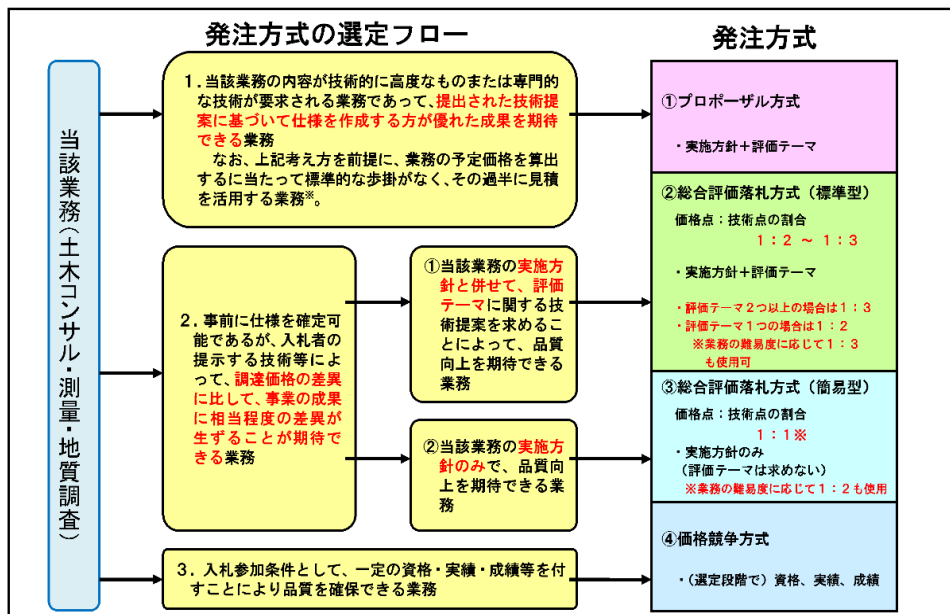 発注方式の選定フロー
発注方式
当該業務(土木コンサル・測量・地質調査)
1．当該業務の内容が技術的に高度なものまたは専門的
な技術が要求される業務であって、提出された技術提
案に基づいて仕様を作成する方が優れた成果を期待
できる業務
なお、上記考え方を前提に、業務の予定価格を算出
するに当たって標準的な歩掛がなく、その過半に見積
を活用する業務※。
2．事前に仕様を確定可
能であるが、入札者の
提示する技術等によっ
て、調達価格の差異
に比して、事業の成果
に相当程度の差異が
生ずることが期待で
きる業務
①当該業務の実施方
針と併せて、評価
テーマに関する技
術提案を求めるこ
とによって、品質
向上を期待できる
業務
②当該業務の実施方
針のみで、品質向
上を期待できる業
務
3．入札参加条件として、一定の資格・実績・成績等を付
すことにより品質を確保できる業務
①プロポーザル方式
・実施方針＋評価テーマ
②総合評価落札方式（標準型）
価格点：技術点の割合
1：2 ～ 1：3
・実施方針＋評価テーマ
・評価テーマ2つ以上の場合は1：3
・評価テーマ1つの場合は1：2
※業務の難易度に応じて1：3
も使用可
③総合評価落札方式（簡易型）
価格点：技術点の割合
1：1※
・実施方針のみ
（評価テーマは求めない）
※業務の難易度に応じて1：2も使用
④価格競争方式
・（選定段階で）資格、実績、成績